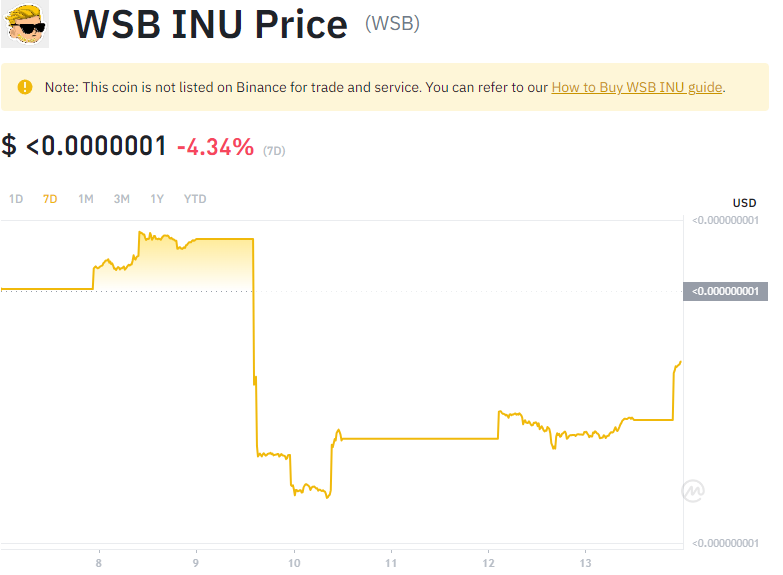 WSB INU Price (WSB)
Note: This coin is not listed on Binance for trade and service. You can refer to our How to Buy WSB INU guide.
$ <0.0000001 -4.34% (7D)
1D 7D 1M 3M 1Y YTD
USD
<0.000000001
<0.000000001
<0.000000001
8 9 10 11 12 13